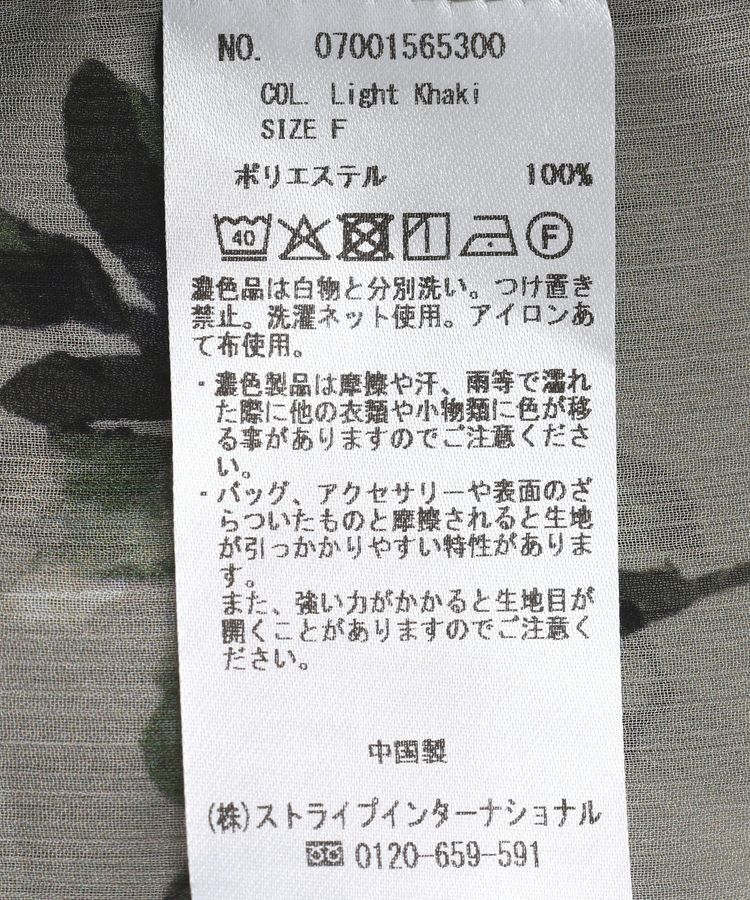 NO. 07001565300
COL. Light Khaki
SIZE F
ポリエステル 100%
40 F
濃色品は白物と分別洗い。つけ置き
禁止。洗濯ネット使用。アイロンあ
て布使用。
・濃色製品は摩擦や汗、雨等で濡れ
た際に他の衣類や小物類に色が移
る事がありますのでご注意くださ
い。
・バッグ、アクセサリーや表面のざ
らついたものと摩擦されると生地
が引っかかりやすい特性がありま
す。
また、強い力がかかると生地目が
開くことがありますのでご注意く
ださい。
中国製
(株)ストライプインターナショナル
0120-659-591